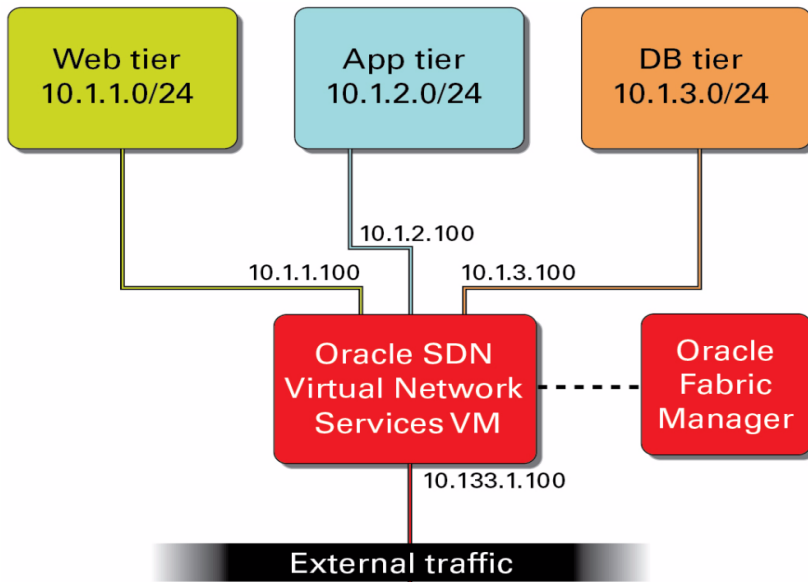 Web tier
10.1.1.0/24
App tier
10.1.2.0/24
DB tier
10.1.3.0/24
10.1.2.100
10.1.1.100
10.1.3.100
Oracle SDN
Virtual Network
Services VM
Oracle
Fabric
Manager
10.133.1.100
External traffic